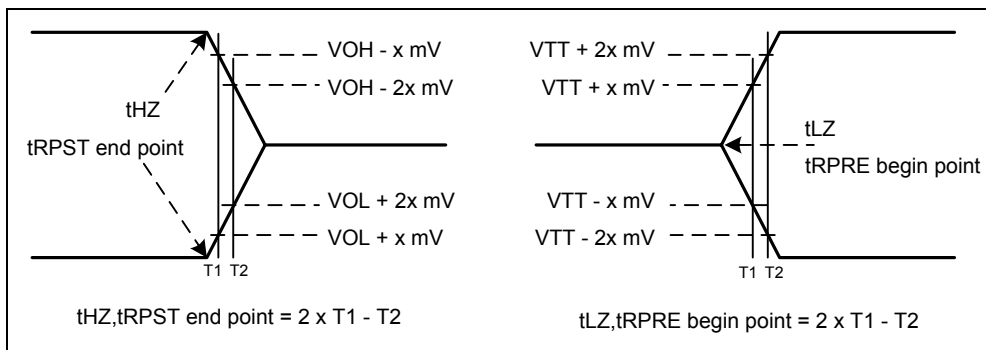 VOH - x mV
VOH - 2x mV
tHZ
tRPST end point
VOL + 2x mV
VOL + x mV
T1 T2
tHZ,tRPST end point = 2 x T1 - T2
VTT + 2x mV
VTT + x mV
tLZ
tRPRE begin point
VTT - x mV
VTT - 2x mV
T1 T2
tLZ,tRPRE begin point = 2 x T1 - T2